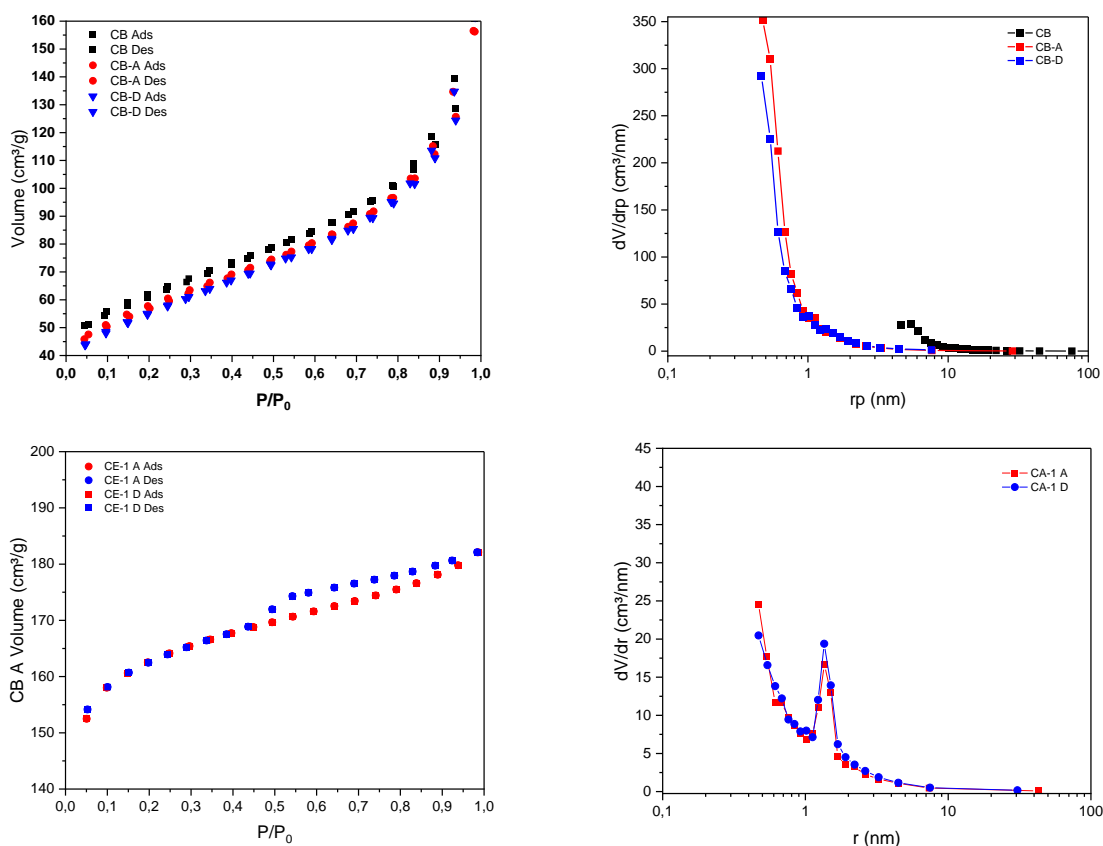 160
150
140
130
120
110
100
90
80
70
60
50
40
Volume (cm³/g)
CB Ads
CB Des
CB-A Ads
CB-A Des
CB-D Ads
CB-D Des
0,0 0,1 0,2 0,3 0,4 0,5 0,6 0,7 0,8 0,9 1,0
P/P₀
350
300
250
200
150
100
50
0
dV/drp (cm³/nm)
CB
CB-A
CB-D
0,1 1 10 100
rp (nm)
200
190
180
170
160
140
CB A Volume (cm³/g)
CE-1 A Ads
CE-1 A Des
CE-1 D Ads
CE-1 D Des
0,0 0,1 0,2 0,3 0,4 0,5 0,6 0,7 0,8 0,9 1,0
P/P₀
45
40
35
30
25
20
15
10
5
0
dV/dr (cm³/nm)
CA-1 A
CA-1 D
0,1 1 10 100
r (nm)